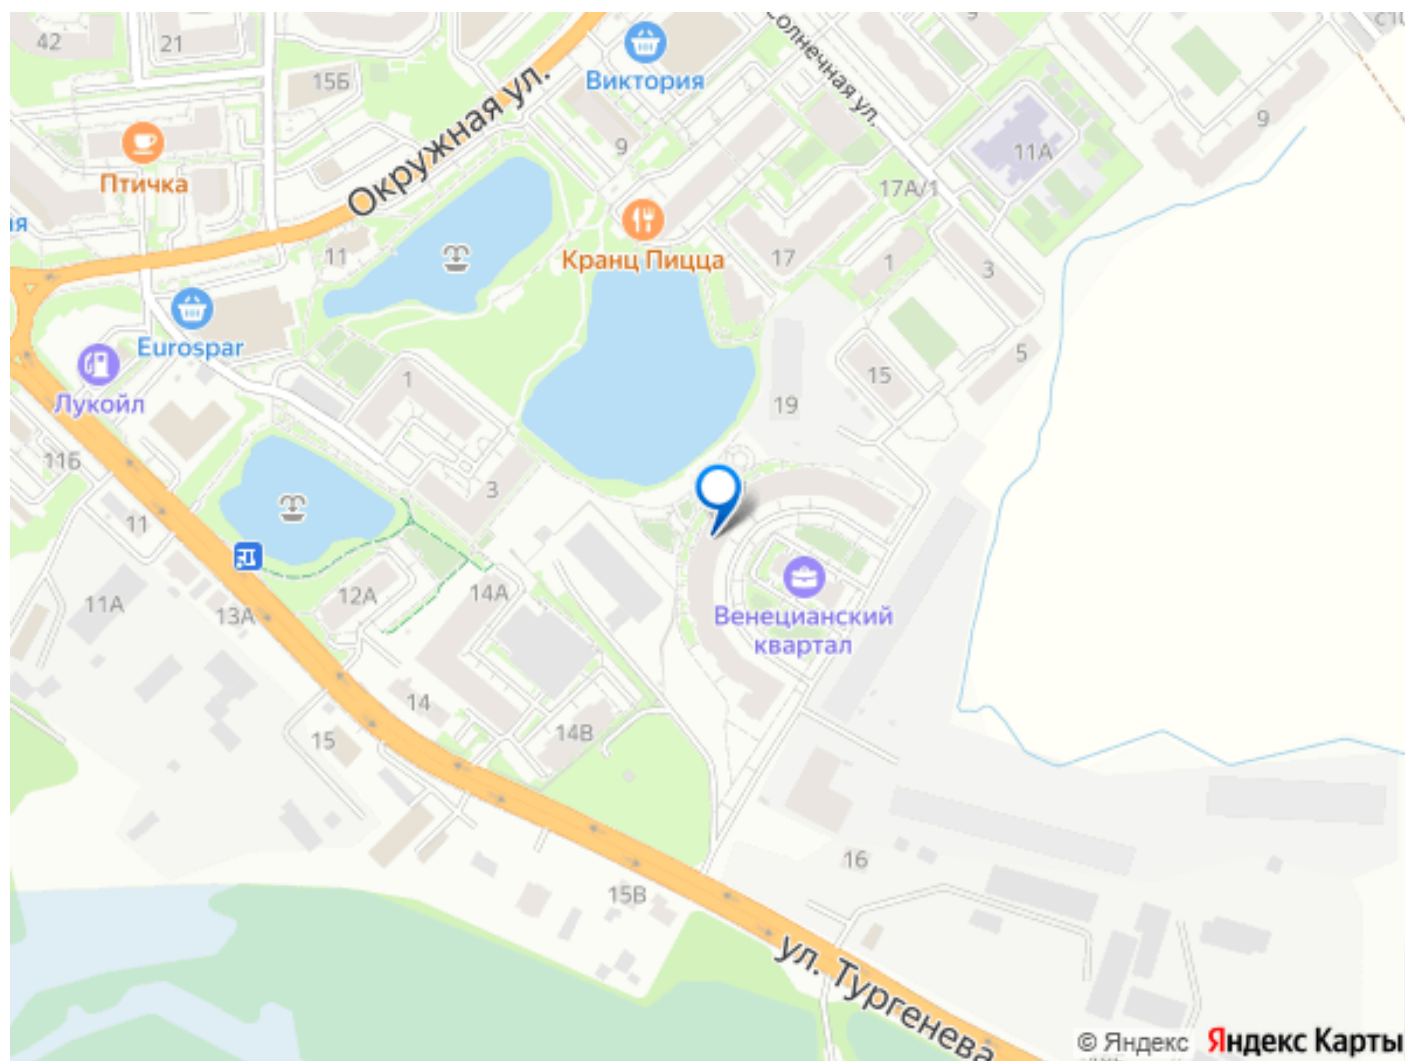 42
21
15Б
Виктория
Солнечная ул.
9
Окружная ул.
Птичка
9
11А
9
17А/1
я
11
Кранц Пицца
17
1
3
Eurospar
Лукойл
1
15
5
19
11Б
3
11
11А
13А
12А
14А
Венецианский
квартал
14
15
14В
16
15В
ул. Тургенева
© Яндекс
Яндекс Карты